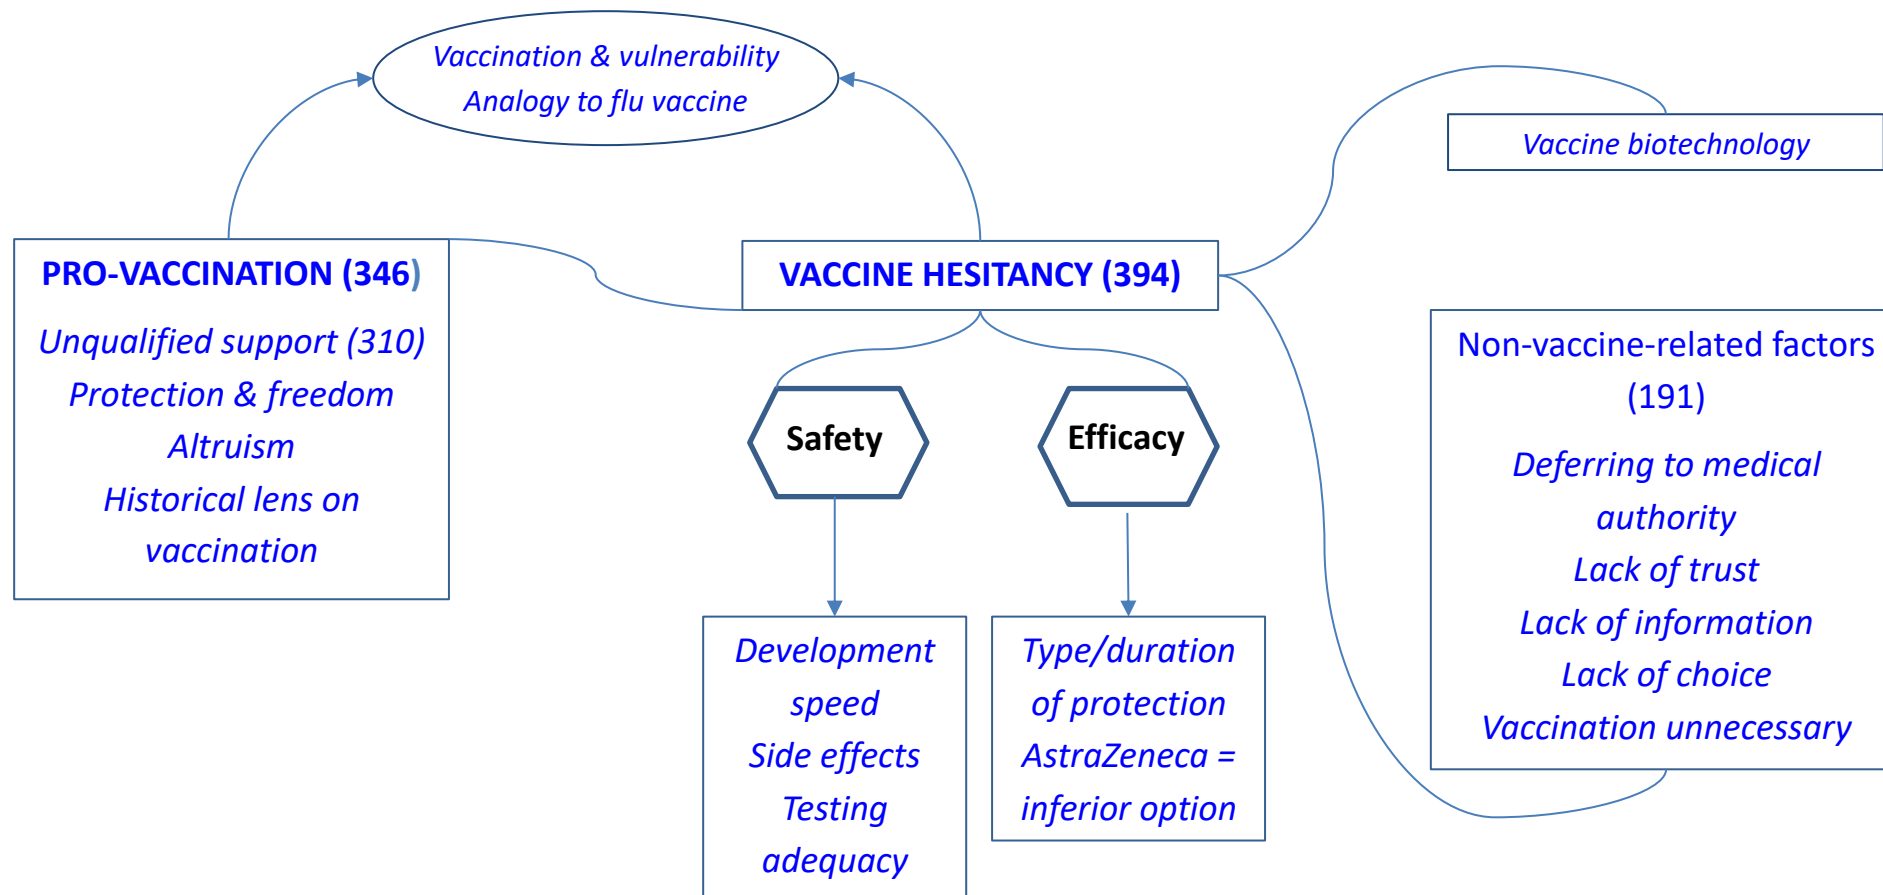 Vaccination & vulnerability
Analogy to flu vaccine
Vaccine biotechnology
PRO-VACCINATION (346)
Unqualified support (310)
Protection & freedom
Altruism
Historical lens on
vaccination
VACCINE HESITANCY (394)
Safety
Efficacy
Development
speed
Side effects
Testing
adequacy
Type/duration
of protection
AstraZeneca =
inferior option
Non-vaccine-related factors
(191)
Deferring to medical
authority
Lack of trust
Lack of information
Lack of choice
Vaccination unnecessary